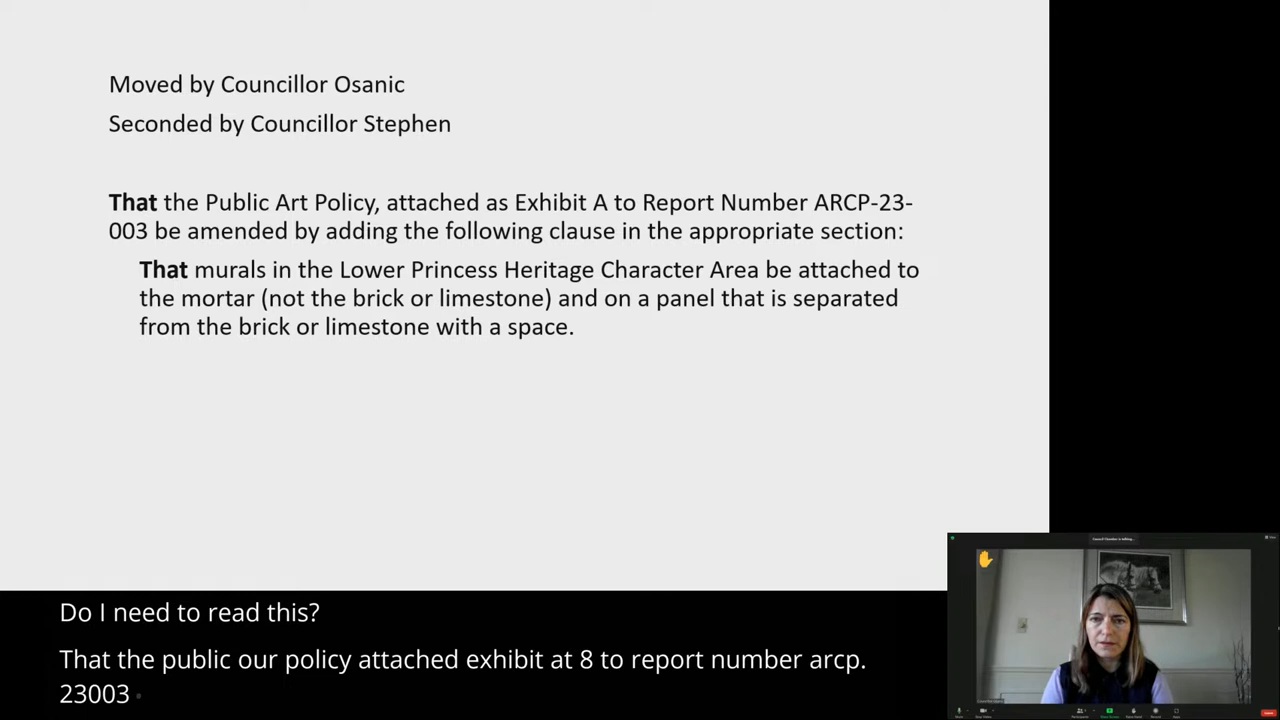 Moved by Councillor Osanic
Seconded by Councillor Stephen
That the Public Art Policy, attached as Exhibit A to Report Number ARCP-23-
003 be amended by adding the following clause in the appropriate section:
That murals in the Lower Princess Heritage Character Area be attached to
the mortar (not the brick or limestone) and on a panel that is separated
from the brick or limestone with a space.
Do I need to read this?
That the public our policy attached exhibit at 8 to report number arcp.
23003